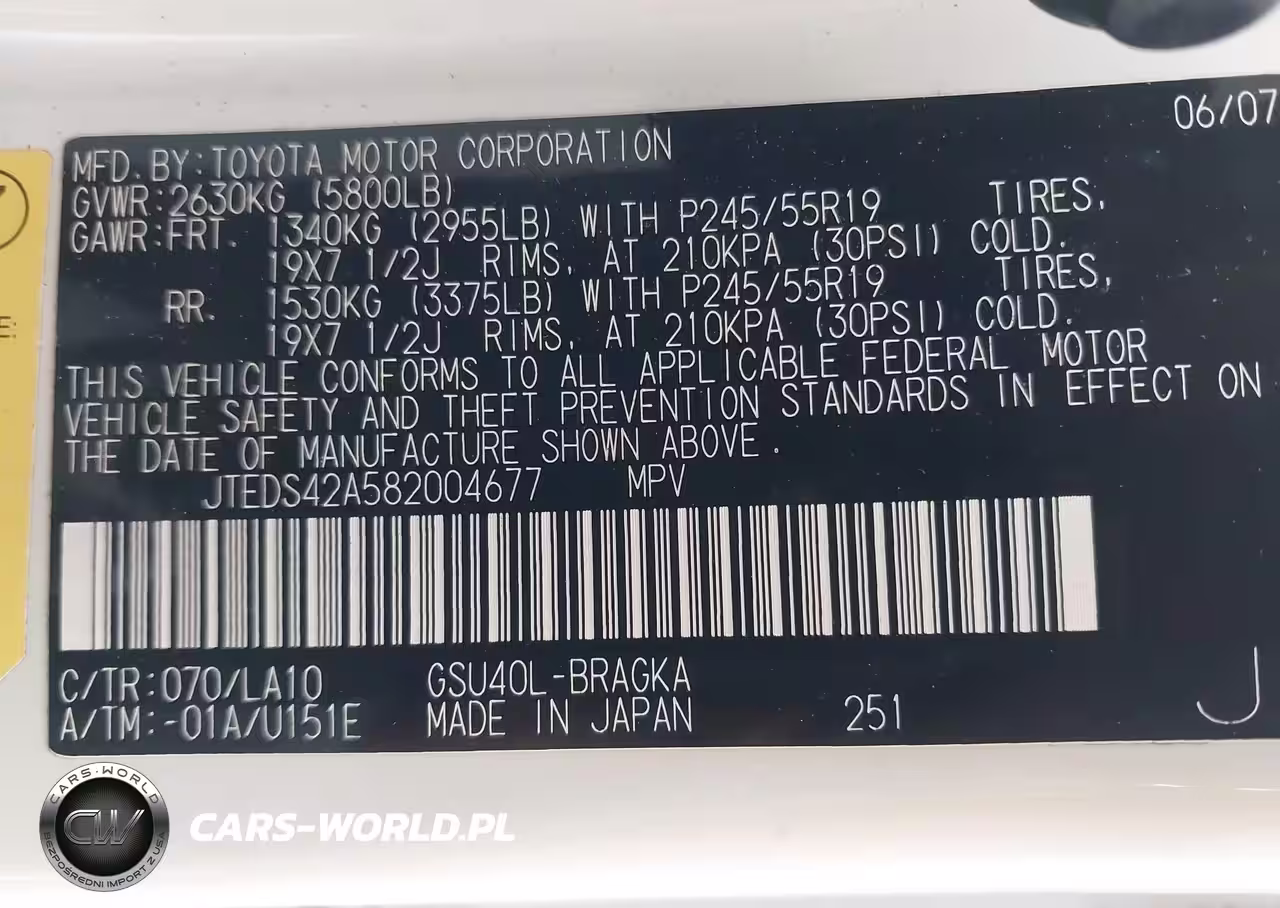 06/07
MFD.BY:TOYOTA MOTOR CORPORATION
GVWR:2630KG (5800LB)
GAWR:FRT. 1340KG (2955LB) WITH P245/55R19 TIRES,
19X7 1/2J RIMS, AT 210KPA (30PSI) COLD.
RR. 1530KG (3375LB) WITH P245/55R19 TIRES,
19X7 1/2J RIMS, AT 210KPA (30PSI) COLD.
THIS VEHICLE CONFORMS TO ALL APPLICABLE FEDERAL MOTOR
VEHICLE SAFETY AND THEFT PREVENTION STANDARDS IN EFFECT ON
THE DATE OF MANUFACTURE SHOWN ABOVE.
JTEDS42A582004677 MPV
C/TR:070/LA10 GSU40L-BRAGKA
A/TM:-01A/U151E MADE IN JAPAN 251
J
E:
CARS-WORLD
CW
BEZPOŚREDNI IMPORT Z USA
CARS-WORLD.PL